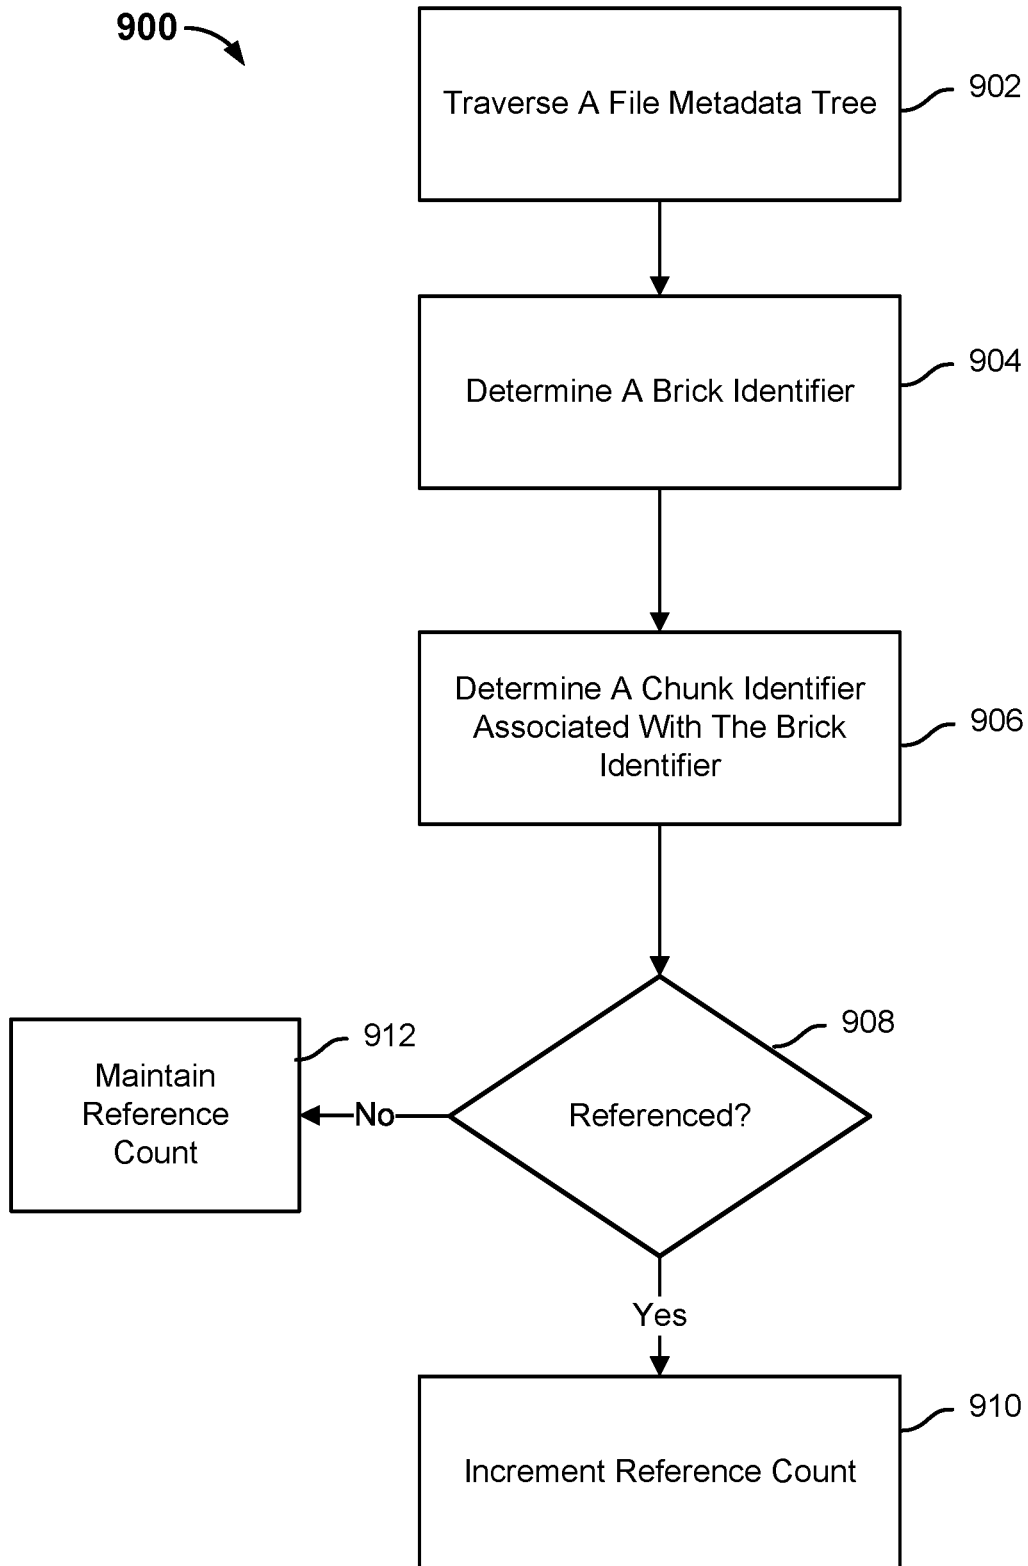 900
Traverse A File Metadata Tree
902
Determine A Brick Identifier
904
Determine A Chunk Identifier
Associated With The Brick
Identifier
906
Referenced?
908
No
Maintain
Reference
Count
912
Yes
Increment Reference Count
910